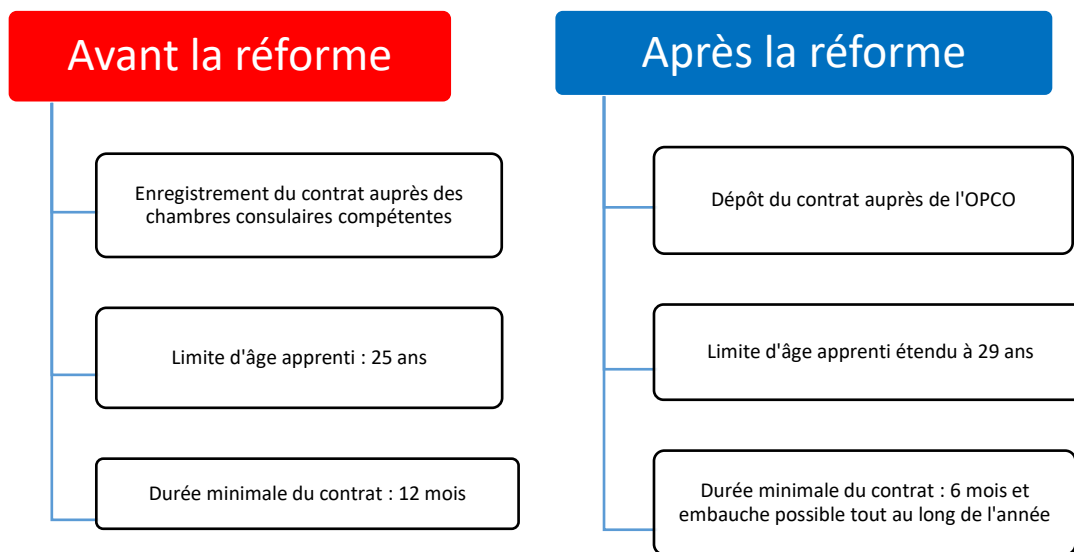 Avant la réforme
Enregistrement du contrat auprès des
chambres consulaires compétentes
Limite d'âge apprenti : 25 ans
Durée minimale du contrat : 12 mois
Après la réforme
Dépôt du contrat auprès de l'OPCO
Limite d'âge apprenti étendu à 29 ans
Durée minimale du contrat : 6 mois et
embauche possible tout au long de l'année